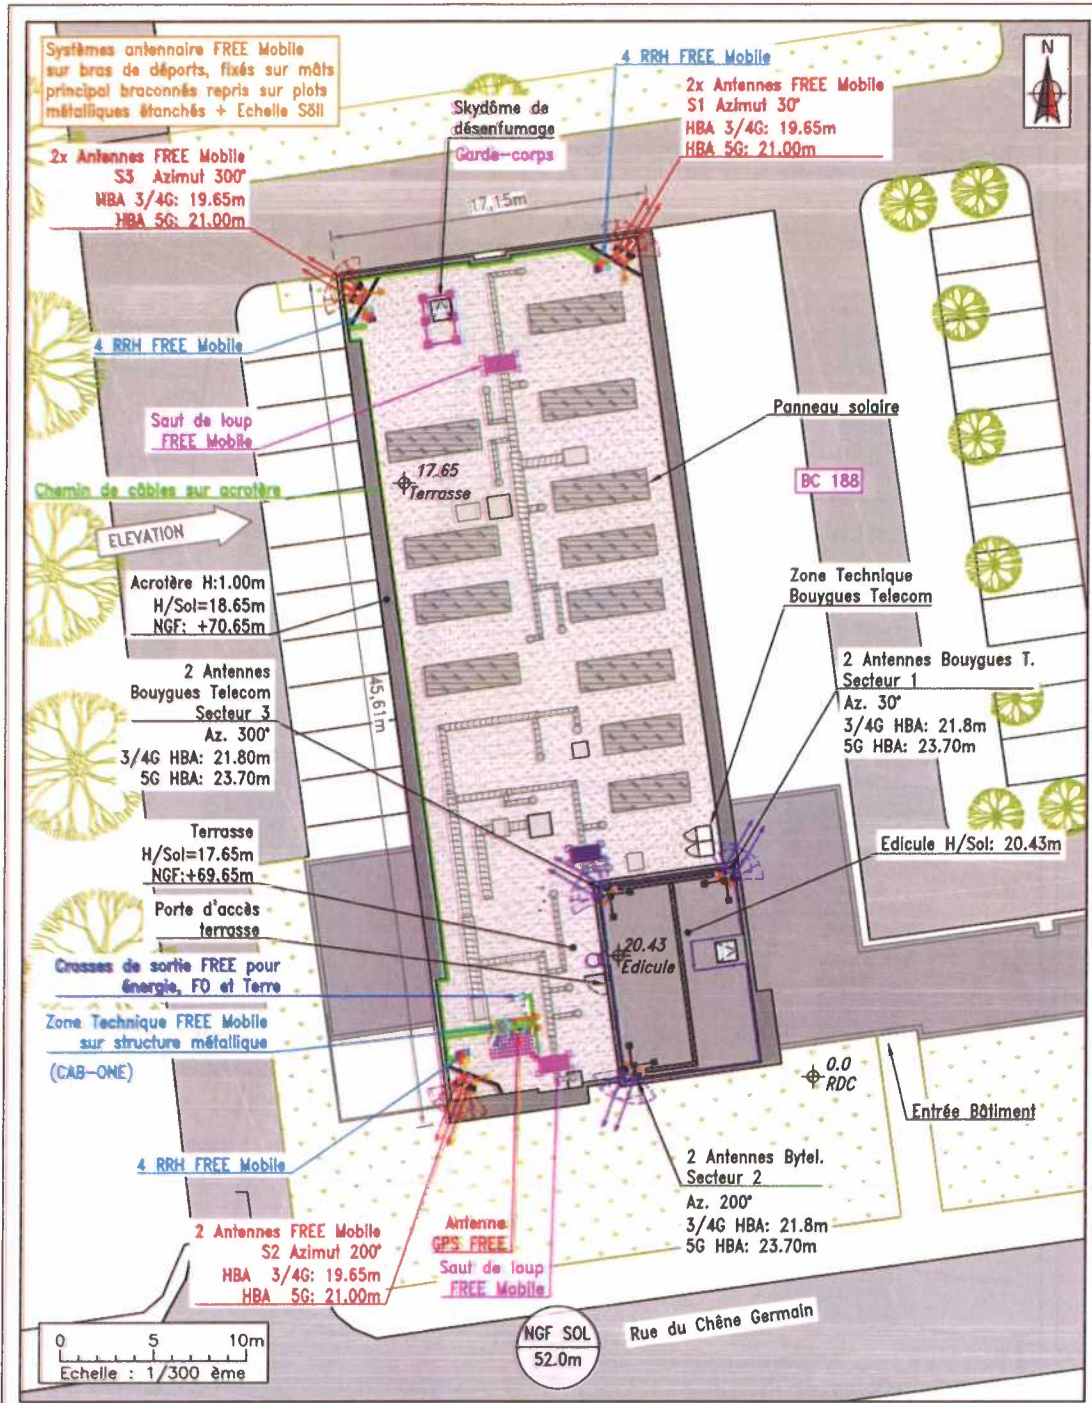 Systèmes antennaire FREE Mobile
sur bras de déports, fixés sur mâts
principal braconnés repris sur plots
métalliques étanchés + Echelle Söll
4 RRH FREE Mobile
N
2x Antennes FREE Mobile
S1 Azimut 30°
HBA 3/4G: 19.65m
HBA 5G: 21.00m
Skydôme de
désenfumage
Garde-corps
2x Antennes FREE Mobile
S3 Azimut 300°
HBA 3/4G: 19.65m
HBA 5G: 21.00m
17,15m
4 RRH FREE Mobile
Saut de loup
FREE Mobile
Panneau solaire
17.65
Terrasse
BC 188
Chemin de câbles sur acrotère
ELEVATION
Acrotère H:1.00m
H/Sol=18.65m
NGF: +70.65m
Zone Technique
Bouygues Telecom
2 Antennes
Bouygues Telecom
Secteur 3
Az. 300°
3/4G HBA: 21.80m
5G HBA: 23.70m
45,61m
2 Antennes Bouygues T.
Secteur 1
Az. 30°
3/4G HBA: 21.8m
5G HBA: 23.70m
Terrasse
H/Sol=17.65m
NGF:+69.65m
Edicule H/Sol: 20.43m
Porte d'accès
terrasse
20.43
Edicule
Crosses de sortie FREE pour
énergie, FO et Terre
Zone Technique FREE Mobile
sur structure métallique
(CAB-ONE)
0.0
RDC
Entrée Bâtiment
4 RRH FREE Mobile
2 Antennes Bytel.
Secteur 2
Az. 200°
3/4G HBA: 21.8m
5G HBA: 23.70m
2 Antennes FREE Mobile
S2 Azimut 200°
HBA 3/4G: 19.65m
HBA 5G: 21.00m
Antenne
GPS FREE
Saut de loup
FREE Mobile
NGF SOL
52.0m
Rue du Chêne Germain
0 5 10m
Echelle : 1/300 ème